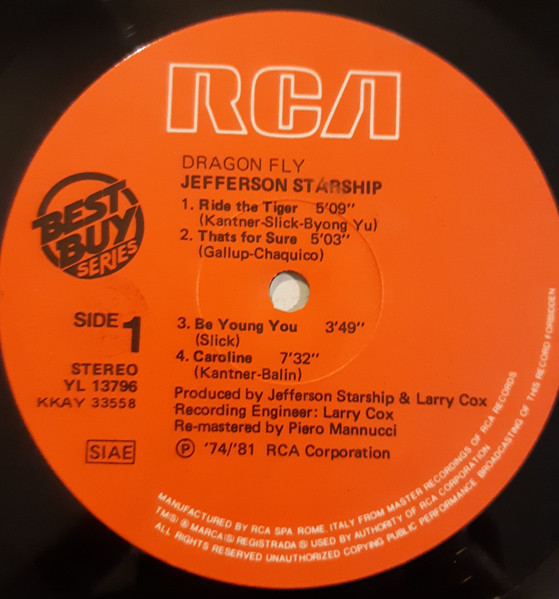 RCA
DRAGON FLY
JEFFERSON STARSHIP
1. Ride the Tiger 5'09"
(Kantner-Slick-Byong Yu)
2. Thats for Sure 5'03"
(Gallup-Chaquico)
BEST
BUY
SERIES
SIDE 1
3. Be Young You 3'49"
(Slick)
4. Caroline 7'32"
(Kantner-Balin)
STEREO
YL 13796
KKAY 33558
Produced by Jefferson Starship & Larry Cox
Recording Engineer: Larry Cox
Re-mastered by Piero Mannucci
SIAE
Ⓟ '74/'81 RCA Corporation
MANUFACTURED BY RCA SPA. ROME. ITALY FROM MASTER RECORDINGS OF RCA RECORDS
TM(S) ® MARCA(S) REGISTRADA(S) USED BY AUTHORITY OF RCA CORPORATION
ALL RIGHTS RESERVED UNAUTHORIZED COPYING PUBLIC PERFORMANCE BROADCASTING OF THIS RECORD FORBIDDEN